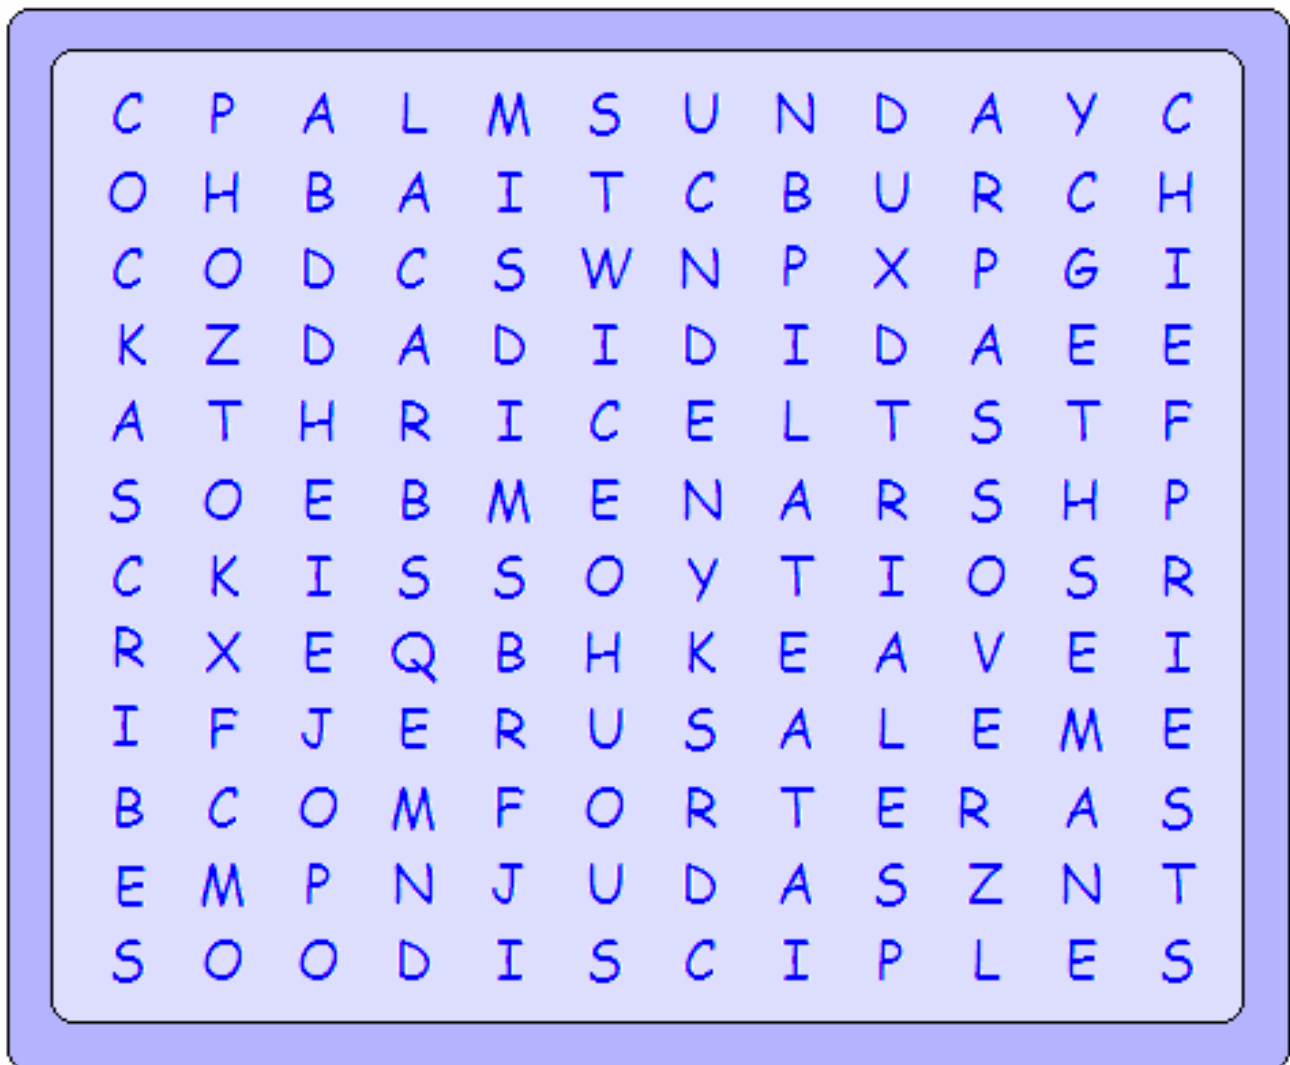 C P A L M S U N D A Y C
O H B A I T C B U R C H
C O D C S W N P X P G I
K Z D A D I D I D A E E
A T H R I C E L T S T F
S O E B M E N A R S H P
C K I S S O Y T I O S R
R X E Q B H K E A V E I
I F J E R U S A L E M E
B C O M F O R T E R A S
E M P N J U D A S Z N T
S O O D I S C I P L E S